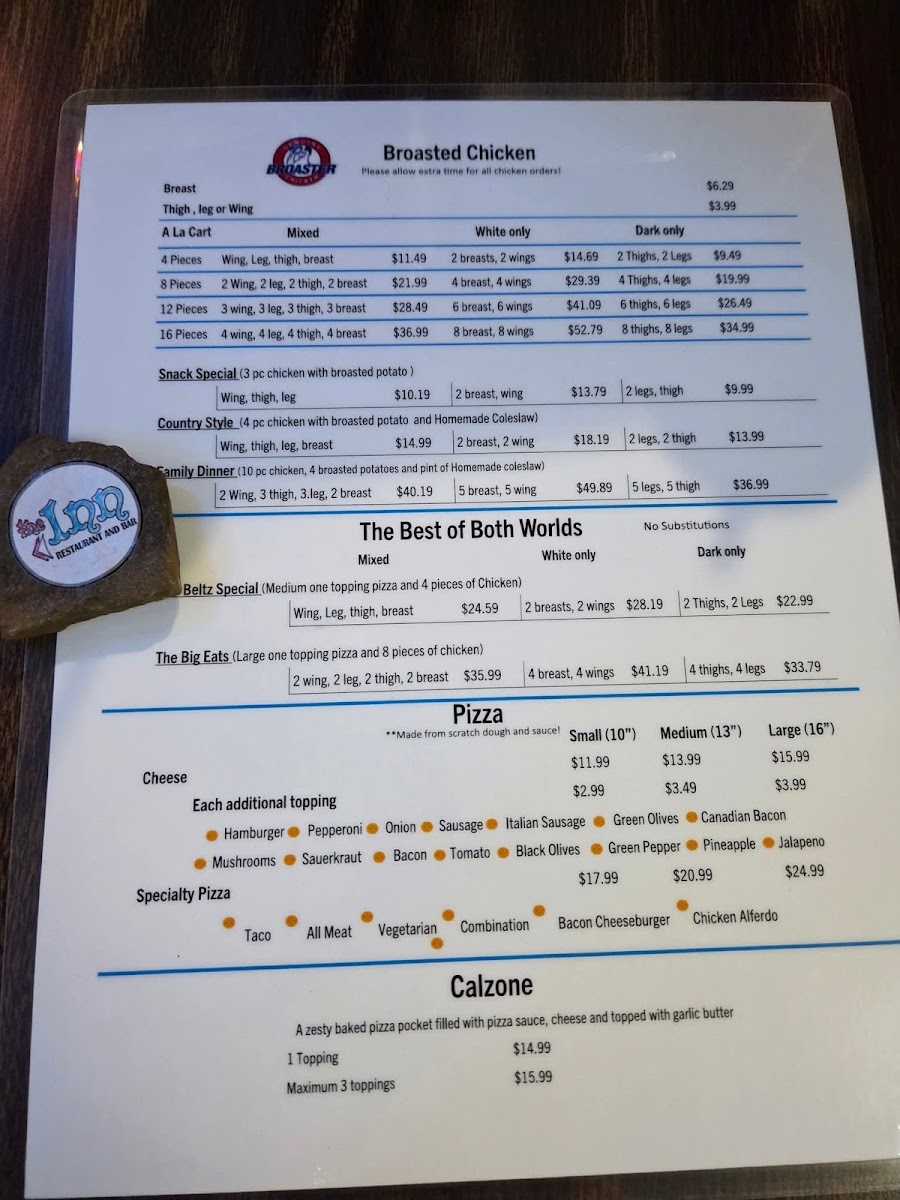 BROASTER
Broasted Chicken
Please allow extra time for all chicken orders!
Breast $6.29
Thigh , leg or Wing $3.99
A La Cart Mixed White only Dark only
4 Pieces Wing, Leg, thigh, breast $11.49 2 breasts, 2 wings $14.69 2 Thighs, 2 Legs $9.49
8 Pieces 2 Wing, 2 leg, 2 thigh, 2 breast $21.99 4 breast, 4 wings $29.39 4 Thighs, 4 legs $19.99
12 Pieces 3 wing, 3 leg, 3 thigh, 3 breast $28.49 6 breast, 6 wings $41.09 6 thighs, 6 legs $26.49
16 Pieces 4 wing, 4 leg, 4 thigh, 4 breast $36.99 8 breast, 8 wings $52.79 8 thighs, 8 legs $34.99
Snack Special (3 pc chicken with broasted potato )
Wing, thigh, leg $10.19 2 breast, wing $13.79 2 legs, thigh $9.99
Country Style (4 pc chicken with broasted potato and Homemade Coleslaw)
Wing, thigh, leg, breast $14.99 2 breast, 2 wing $18.19 2 legs, 2 thigh $13.99
Family Dinner (10 pc chicken, 4 broasted potatoes and pint of Homemade coleslaw)
2 Wing, 3 thigh, 3.leg, 2 breast $40.19 5 breast, 5 wing $49.89 5 legs, 5 thigh $36.99
the Inn
RESTAURANT AND BAR
The Best of Both Worlds No Substitutions
Mixed White only Dark only
Beltz Special (Medium one topping pizza and 4 pieces of Chicken)
Wing, Leg, thigh, breast $24.59 2 breasts, 2 wings $28.19 2 Thighs, 2 Legs $22.99
The Big Eats (Large one topping pizza and 8 pieces of chicken)
2 wing, 2 leg, 2 thigh, 2 breast $35.99 4 breast, 4 wings $41.19 4 thighs, 4 legs $33.79
Pizza
**Made from scratch dough and sauce! Small (10") Medium (13") Large (16")
Cheese $11.99 $13.99 $15.99
Each additional topping $2.99 $3.49 $3.99
Hamburger Pepperoni Onion Sausage Italian Sausage Green Olives Canadian Bacon
Mushrooms Sauerkraut Bacon Tomato Black Olives Green Pepper Pineapple Jalapeno
Specialty Pizza $17.99 $20.99 $24.99
Taco All Meat Vegetarian Combination Bacon Cheeseburger Chicken Alferdo
Calzone
A zesty baked pizza pocket filled with pizza sauce, cheese and topped with garlic butter
1 Topping $14.99
Maximum 3 toppings $15.99